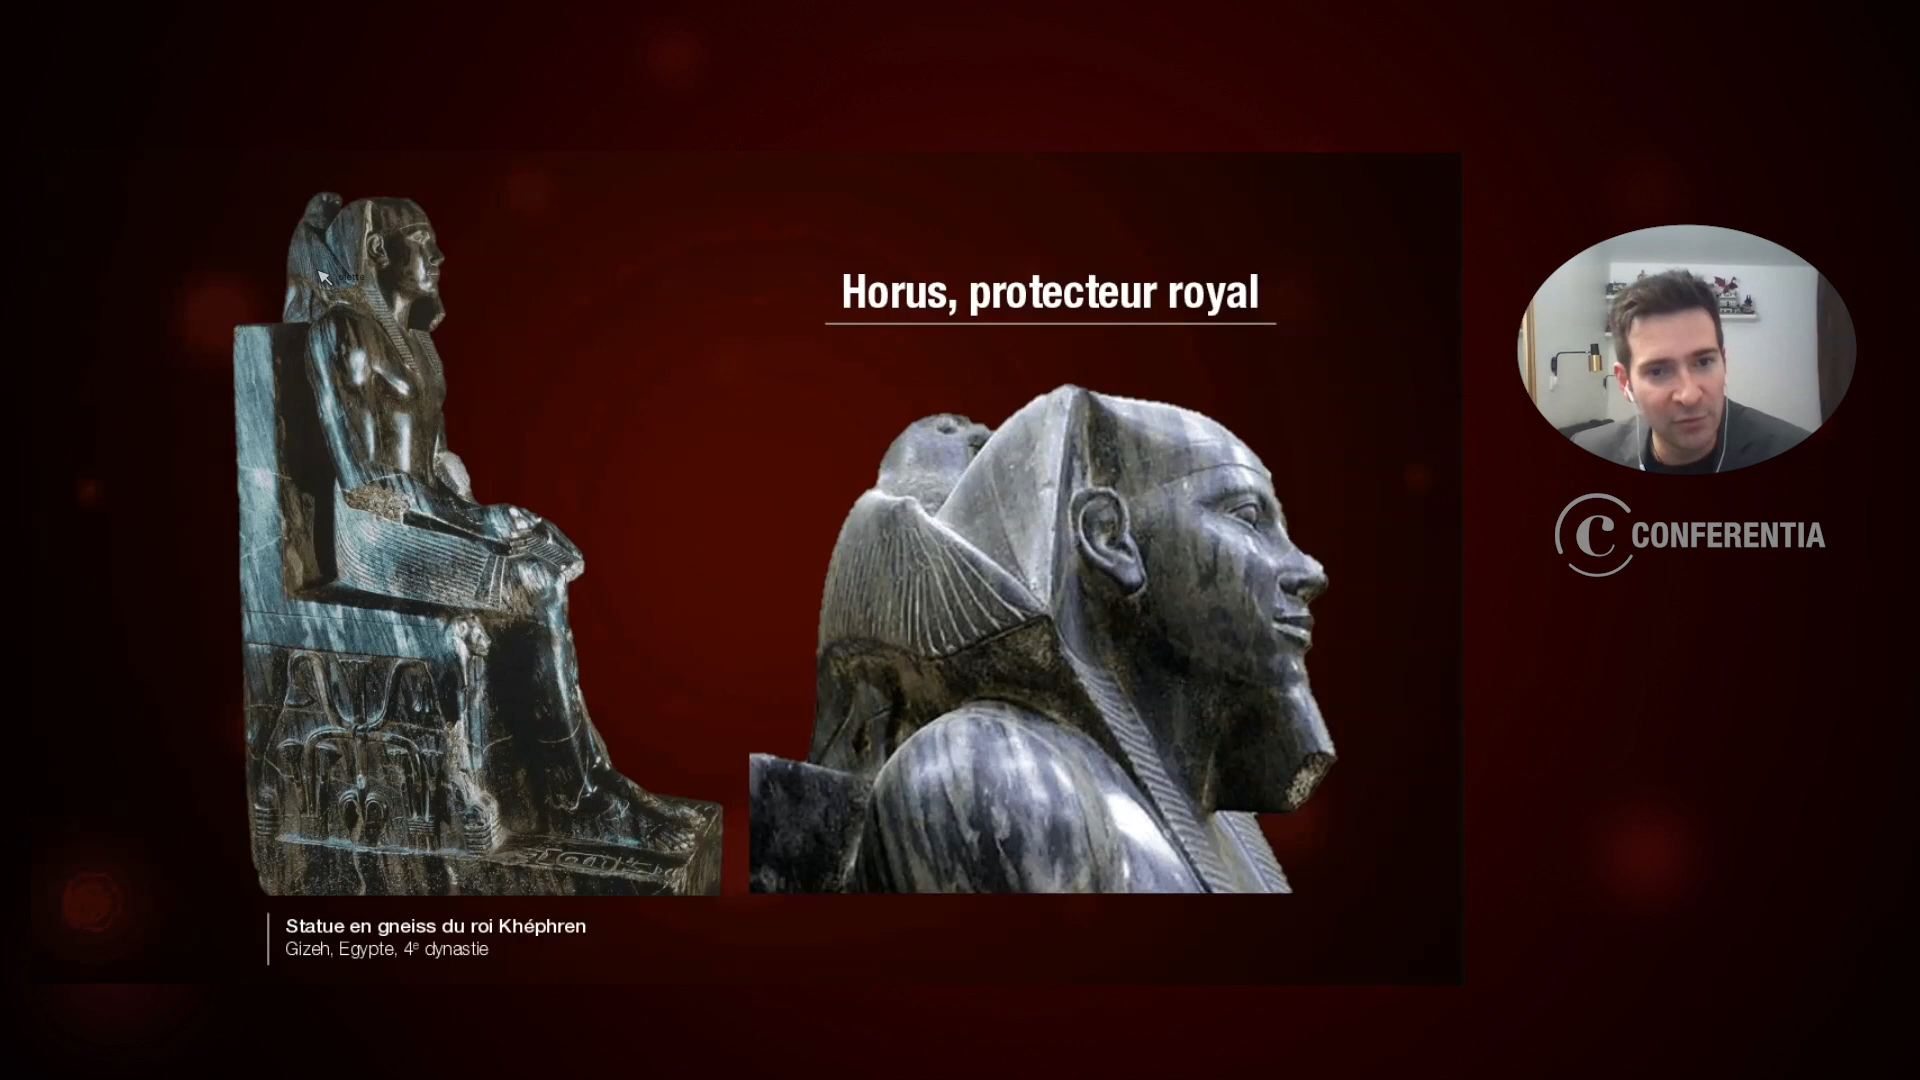 Horus, protecteur royal
C CONFERENTIA
Statue en gneiss du roi Khéphren
Gizeh, Egypte, 4e dynastie